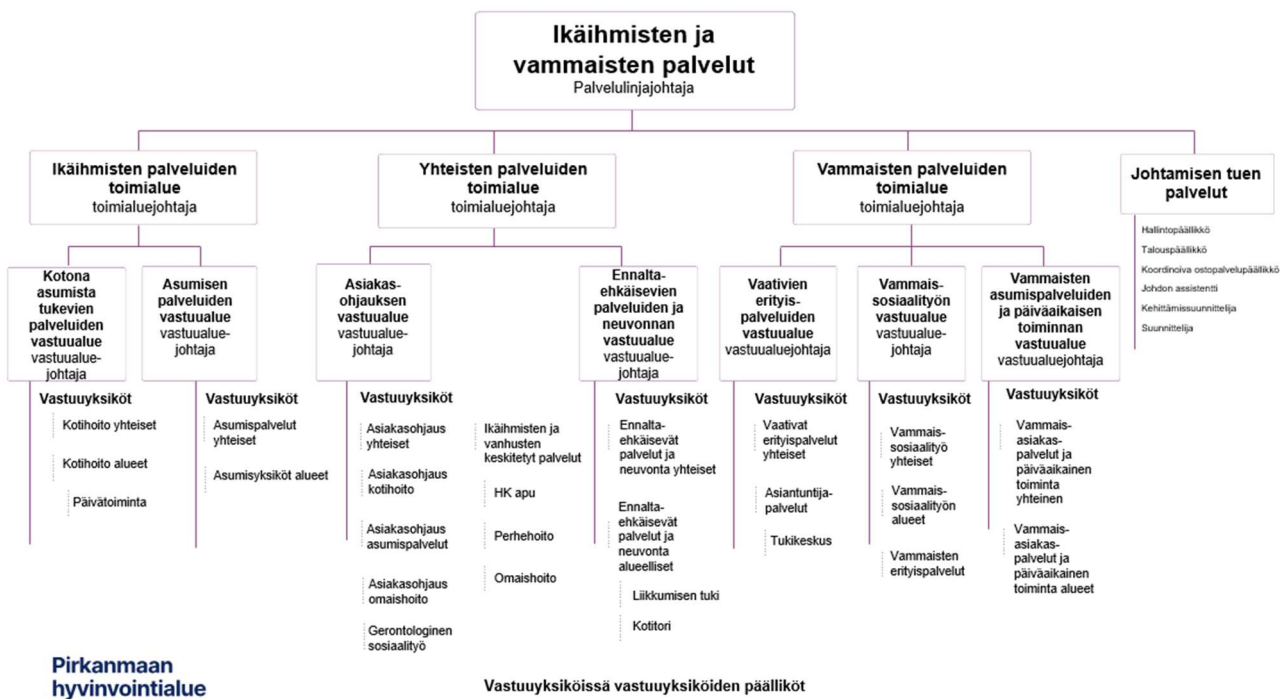 Ikäihmisten ja
vammaisten palvelut
Palvelulinjajohtaja
Ikäihmisten palveluiden
toimialue
toimialuejohtaja
Yhteisten palveluiden
toimialue
toimialuejohtaja
Vammaisten palveluiden
toimialue
toimialuejohtaja
Johtamisen tuen
palvelut
Hallintopäällikkö
Talouspäällikkö
Koordinoiva ostopalvelupäällikkö
Johdon assistentti
Kehittämissuunnittelija
Suunnittelija
Kotona
asumista
tukevien
palveluiden
vastuualue
vastuualue-
johtaja
Vastuuyksiköt
Kotihoito yhteiset
Kotihoito alueet
Päivätoiminta
Asumisen
palveluiden
vastuualue
vastuualue-
johtaja
Vastuuyksiköt
Asumispalvelut
yhteiset
Asumisyksiköt alueet
Asiakas-
ohjauksen
vastuualue
vastuualue-
johtaja
Vastuuyksiköt
Asiakasohjaus
yhteiset
Asiakasohjaus
kotihoito
Asiakasohjaus
asumispalvelut
Asiakasohjaus
omaishoito
Gerontologinen
sosiaalityö
Ikäihmisten ja
vanhusten
keskitetyt palvelut
HK apu
Perhehoito
Omaishoito
Ennalta-
ehkäisevien
palveluiden ja
neuvonnan
vastuualue
vastuualue-
johtaja
Vastuuyksiköt
Ennalta-
ehkäisevät
palvelut ja
neuvonta yhteiset
Ennalta-
ehkäisevät
palvelut ja
neuvonta
alueelliset
Liikkumisen tuki
Kotitori
Vaativien
erityis-
palveluiden
vastuualue
vastuualuejohtaja
Vastuuyksiköt
Vaativat
erityispalvelut
yhteiset
Asiantuntija-
palvelut
Tukikeskus
Vammais-
sosiaalityön
vastuualue
vastuualue-
johtaja
Vastuuyksiköt
Vammais-
sosiaalityö
yhteiset
Vammais-
sosiaalityön
alueet
Vammaisten
erityispalvelut
Vammaisten
asumispalveluiden
ja päiväaikaisen
toiminnan
vastuualue
vastuualuejohtaja
Vastuuyksiköt
Vammais-
asiakas-
palvelut ja
päiväaikainen
toiminta
yhteinen
Vammais-
asiakas-
palvelut ja
päiväaikainen
toiminta alueet
Pirkanmaan
hyvinvointialue
Vastuuyksiköissä vastuuyksiköiden päälliköt